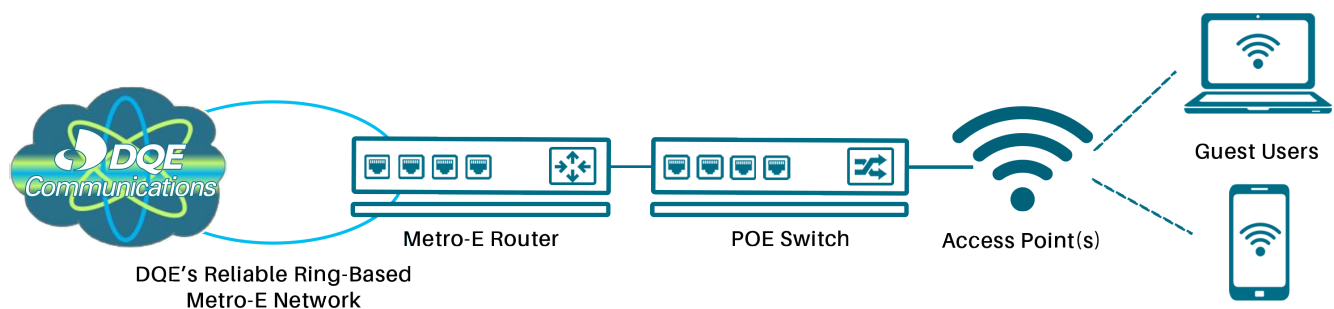 DQE
Communications
DQE’s Reliable Ring-Based
Metro-E Network
Metro-E Router
POE Switch
Access Point(s)
Guest Users